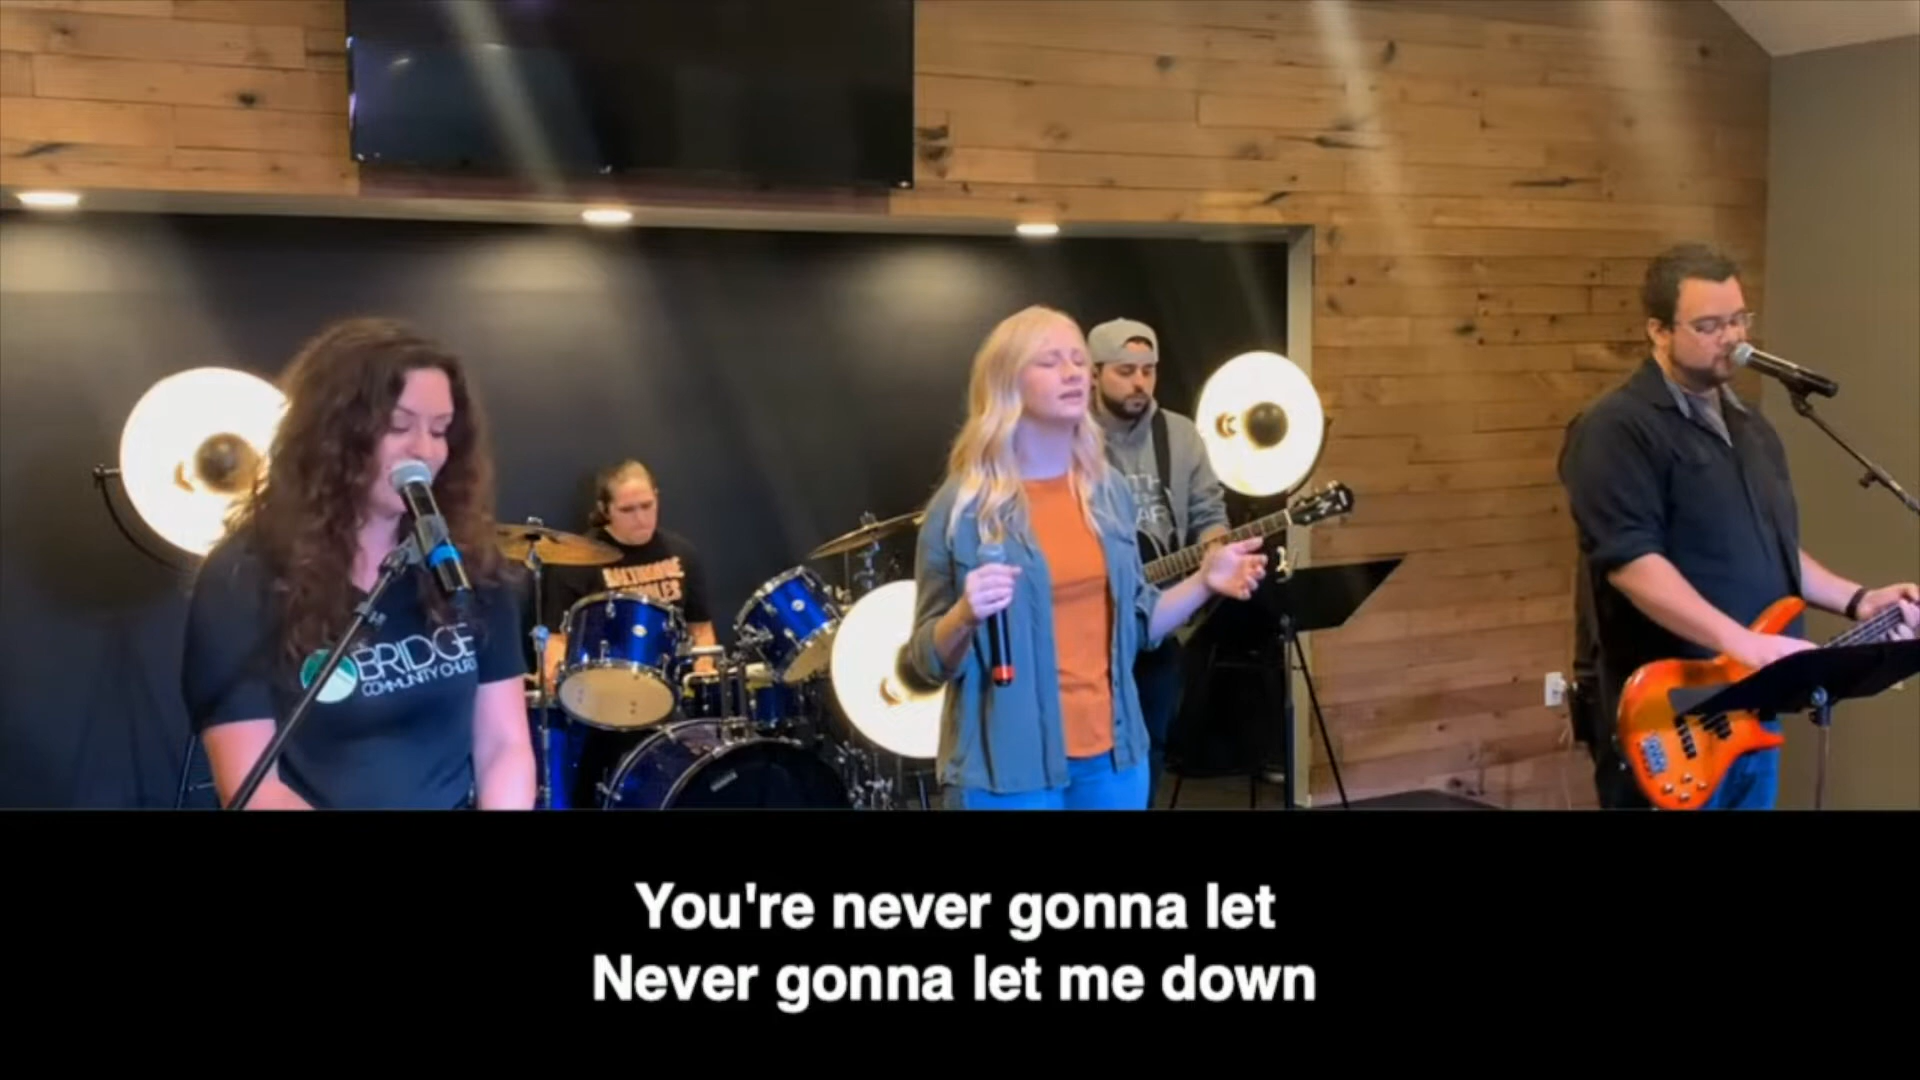 BRIDGE
COMMUNITY CHURCH
You're never gonna let
Never gonna let me down